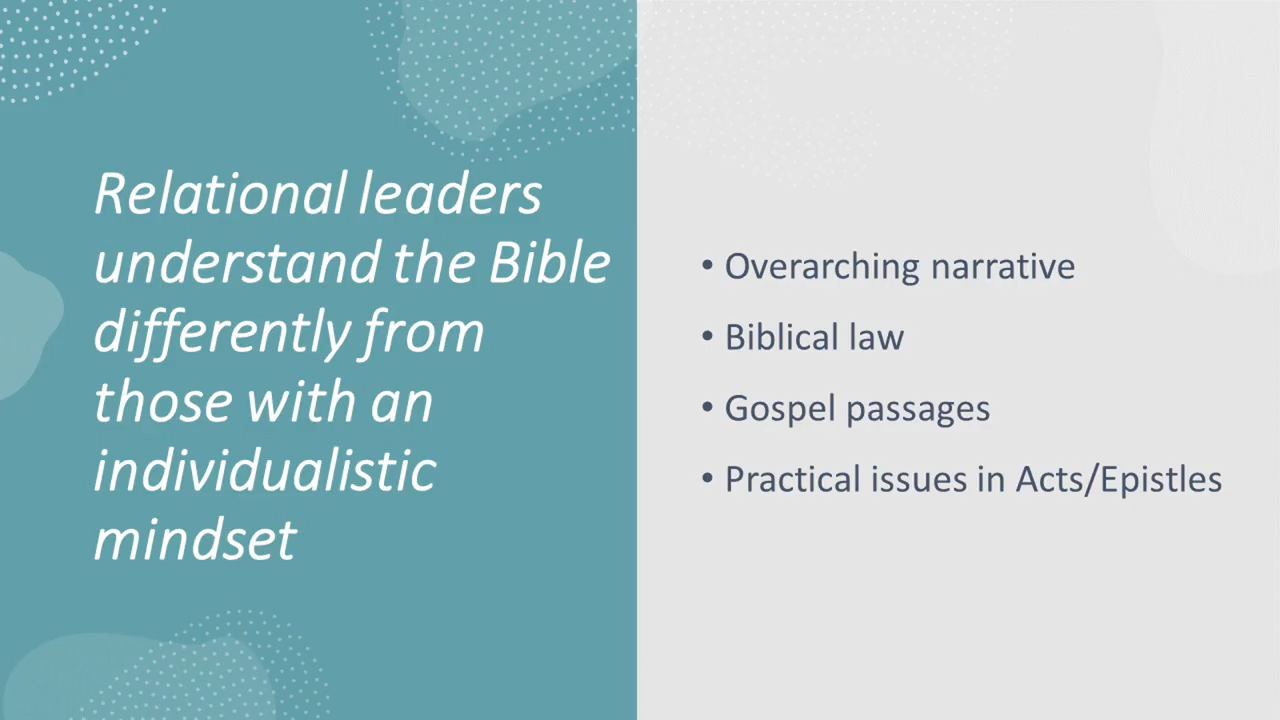 Relational leaders
understand the Bible
differently from
those with an
individualistic
mindset
• Overarching narrative
• Biblical law
• Gospel passages
• Practical issues in Acts/Epistles